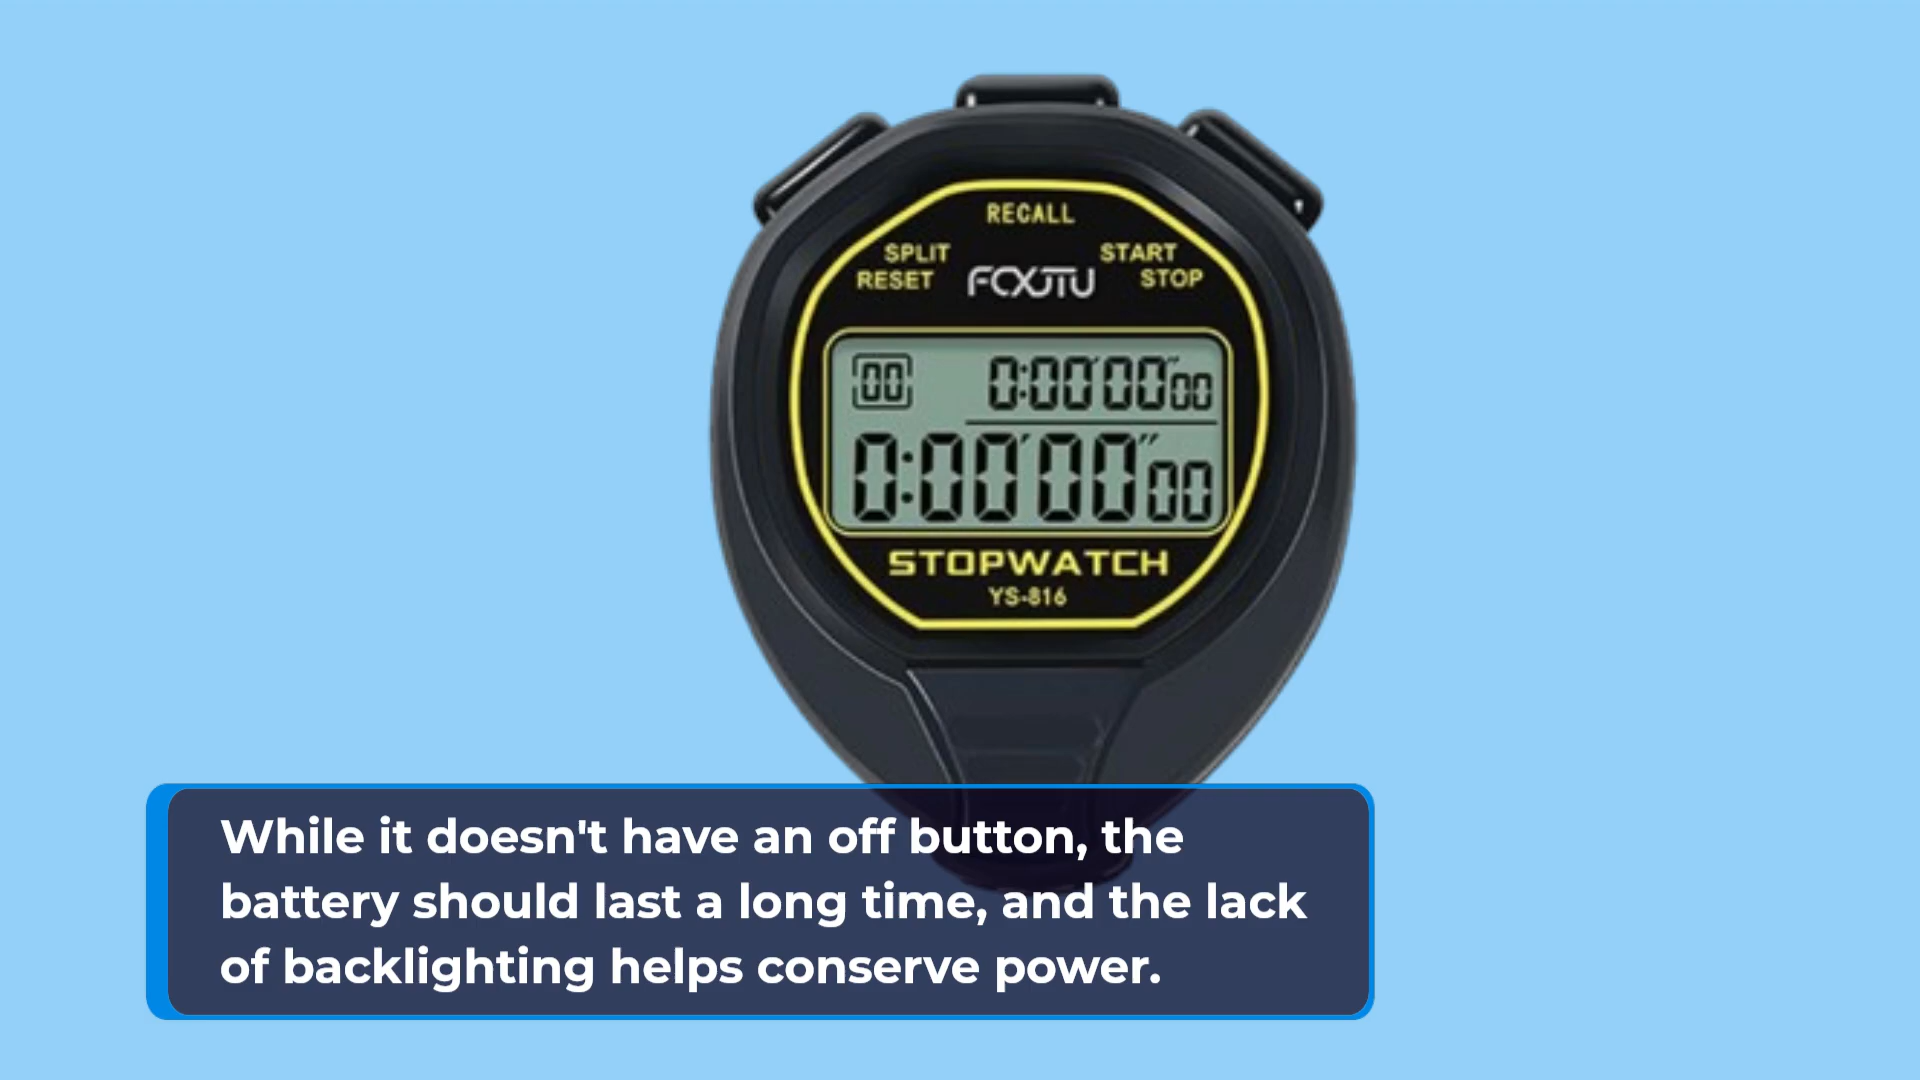 RECALL
SPLIT START
RESET FOXJTU STOP
00 0:00'00"00
0:00'00"00
STOPWATCH
YS-816
While it doesn't have an off button, the
battery should last a long time, and the lack
of backlighting helps conserve power.